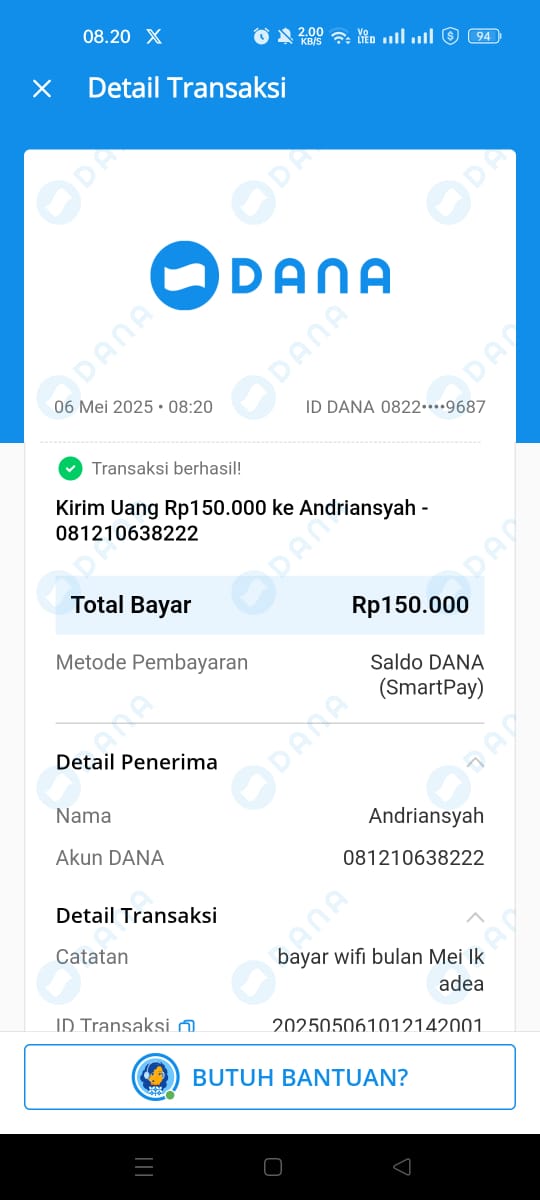 08.20
2.00
KB/S
Vo
LTED
94
Detail Transaksi
DANA
06 Mei 2025 • 08:20 ID DANA 0822••••9687
Transaksi berhasil!
Kirim Uang Rp150.000 ke Andriansyah -
081210638222
Total Bayar Rp150.000
Metode Pembayaran Saldo DANA
(SmartPay)
Detail Penerima
Nama Andriansyah
Akun DANA 081210638222
Detail Transaksi
Catatan bayar wifi bulan Mei Ik
adea
ID Transaksi 202505061012142001
BUTUH BANTUAN?